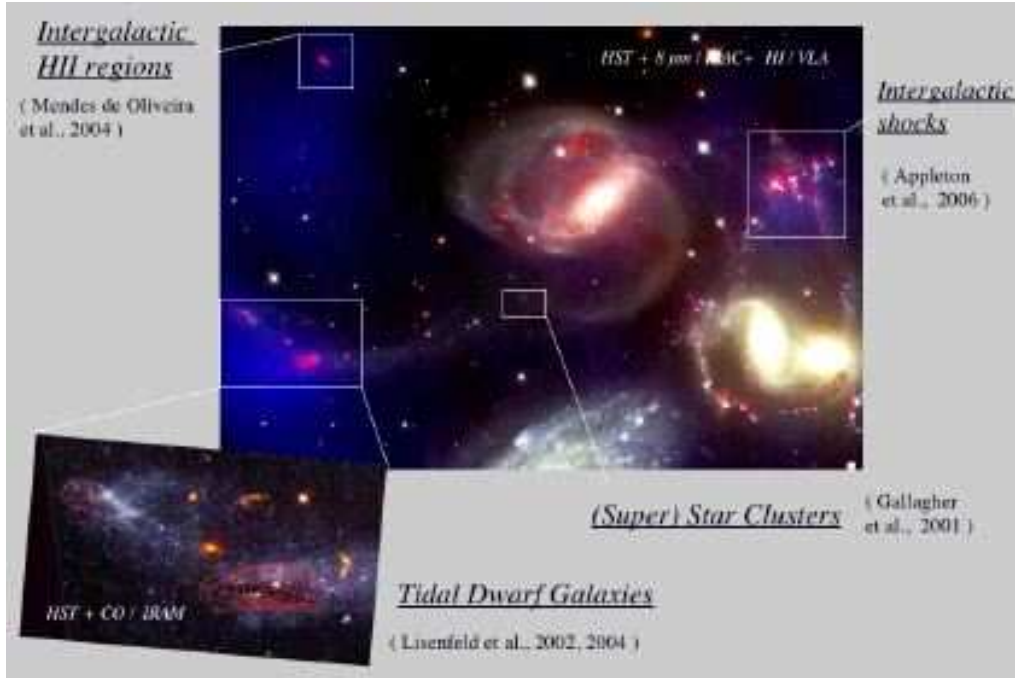 Intergalactic
HII regions
( Mendes de Oliveira
et al., 2004 )
HST + 8 μm / IRAC + HI / VLA
Intergalactic
shocks
( Appleton
et al., 2006 )
(Super) Star Clusters
( Gallagher
et al., 2001 )
HST + CO / IRAM
Tidal Dwarf Galaxies
( Lisenfeld et al., 2002, 2004 )